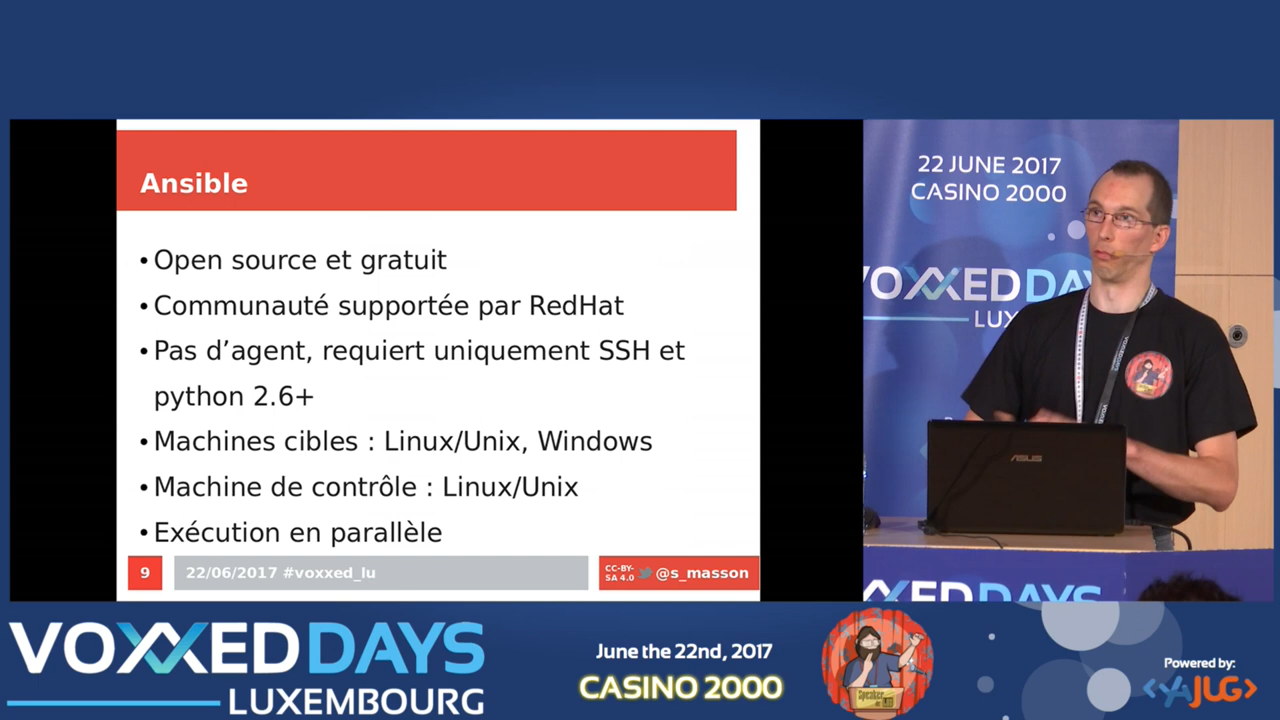 Ansible
• Open source et gratuit
• Communauté supportée par RedHat
• Pas d’agent, requiert uniquement SSH et
python 2.6+
• Machines cibles : Linux/Unix, Windows
• Machine de contrôle : Linux/Unix
• Exécution en parallèle
9
22/06/2017 #voxxed_lu
CC-BY-
SA 4.0
@s_masson
22 JUNE 2017
CASINO 2000
VOXXED DAY
LUX
ASUS
VOXXED DAYS
LUXEMBOURG
June the 22nd, 2017
CASINO 2000
Speaker
Powered by:
<YAJUG>